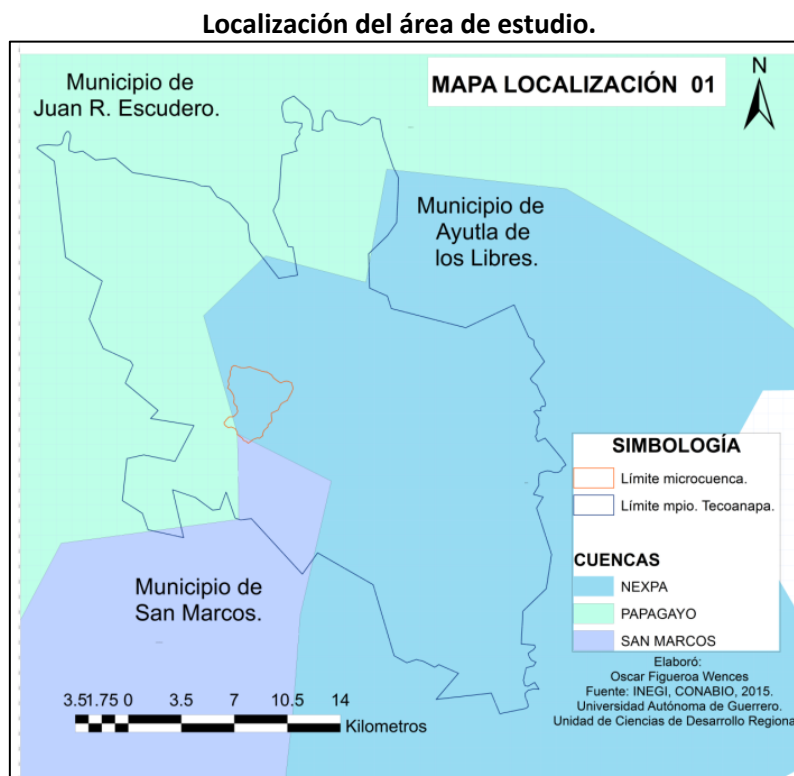 Localización del área de estudio.
Municipio de
Juan R. Escudero.
MAPA LOCALIZACIÓN 01
N
Municipio de
Ayutla de
los Libres.
SIMBOLOGÍA
Límite microcuenca.
Límite mpio. Tecoanapa.
CUENCAS
NEXPA
PAPAGAYO
SAN MARCOS
Municipio de
San Marcos.
Elaboró:
Oscar Figueroa Wences
Fuente: INEGI, CONABIO, 2015.
Universidad Autónoma de Guerrero.
Unidad de Ciencias de Desarrollo Regional
3.51.75 0 3.5 7 10.5 14
Kilometros